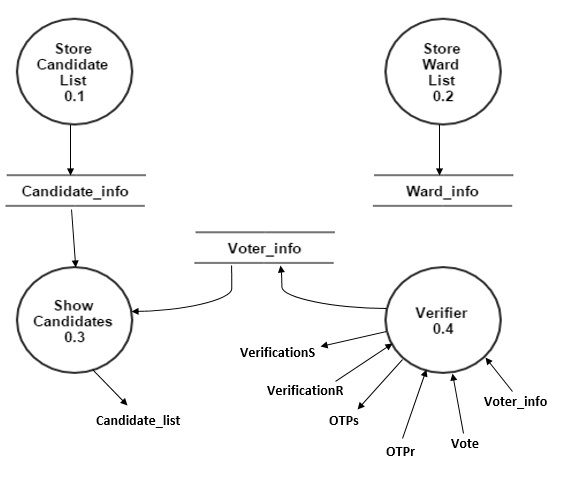 Store
Candidate
List
0.1
Store
Ward
List
0.2
Candidate_info
Ward_info
Voter_info
Show
Candidates
0.3
Verifier
0.4
VerificationS
VerificationR
Candidate_list
OTPs
OTPr
Vote
Voter_info